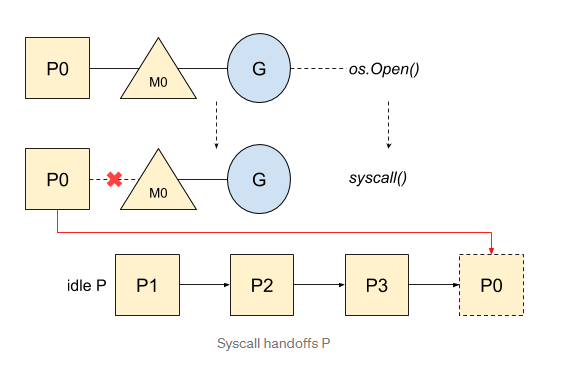 P0
M0
G
os.Open()
P0
M0
G
syscall()
idle P
P1
P2
P3
P0
Syscall handoffs P